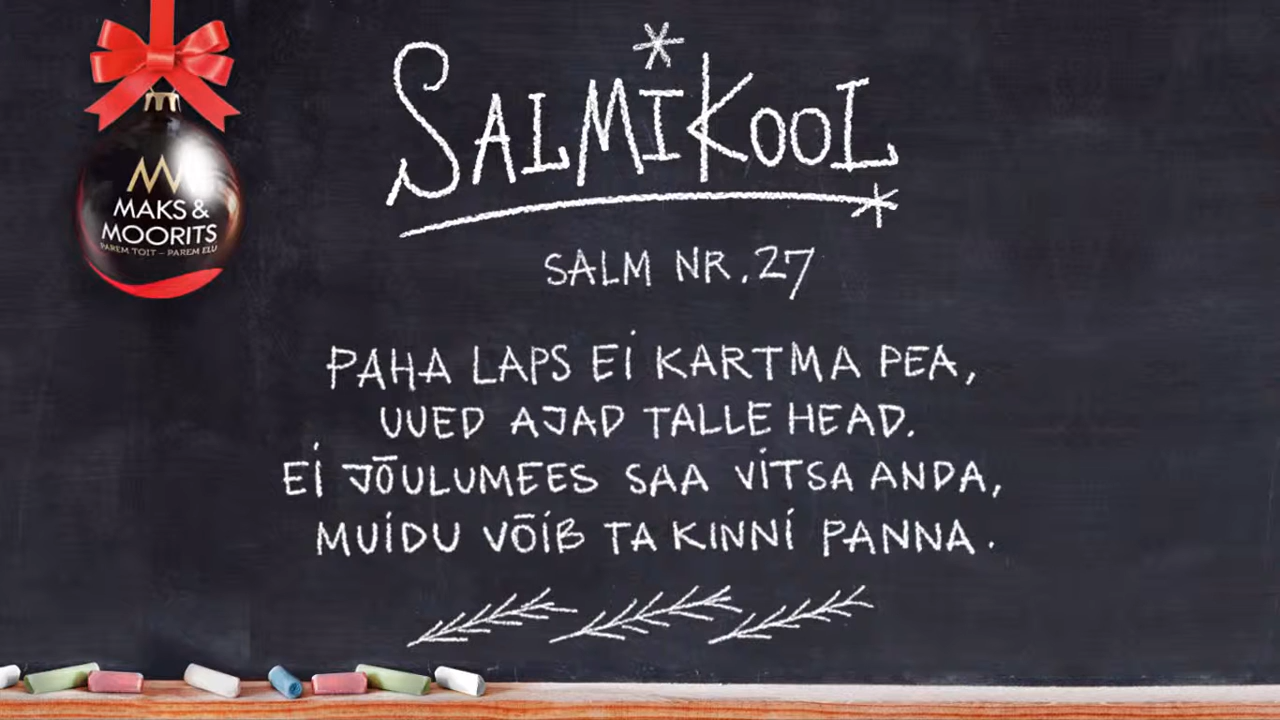 MAKS &
MOORITS
PAREM TOIT – PAREM ELU
SALMIKOOL
SALM NR. 27
PAHA LAPS EI KARTMA PEA,
UUED AJAD TALLE HEAD.
EI JÕULUMEES SAA VITSA ANDA,
MUIDU VÕIB TA KINNI PANNA.